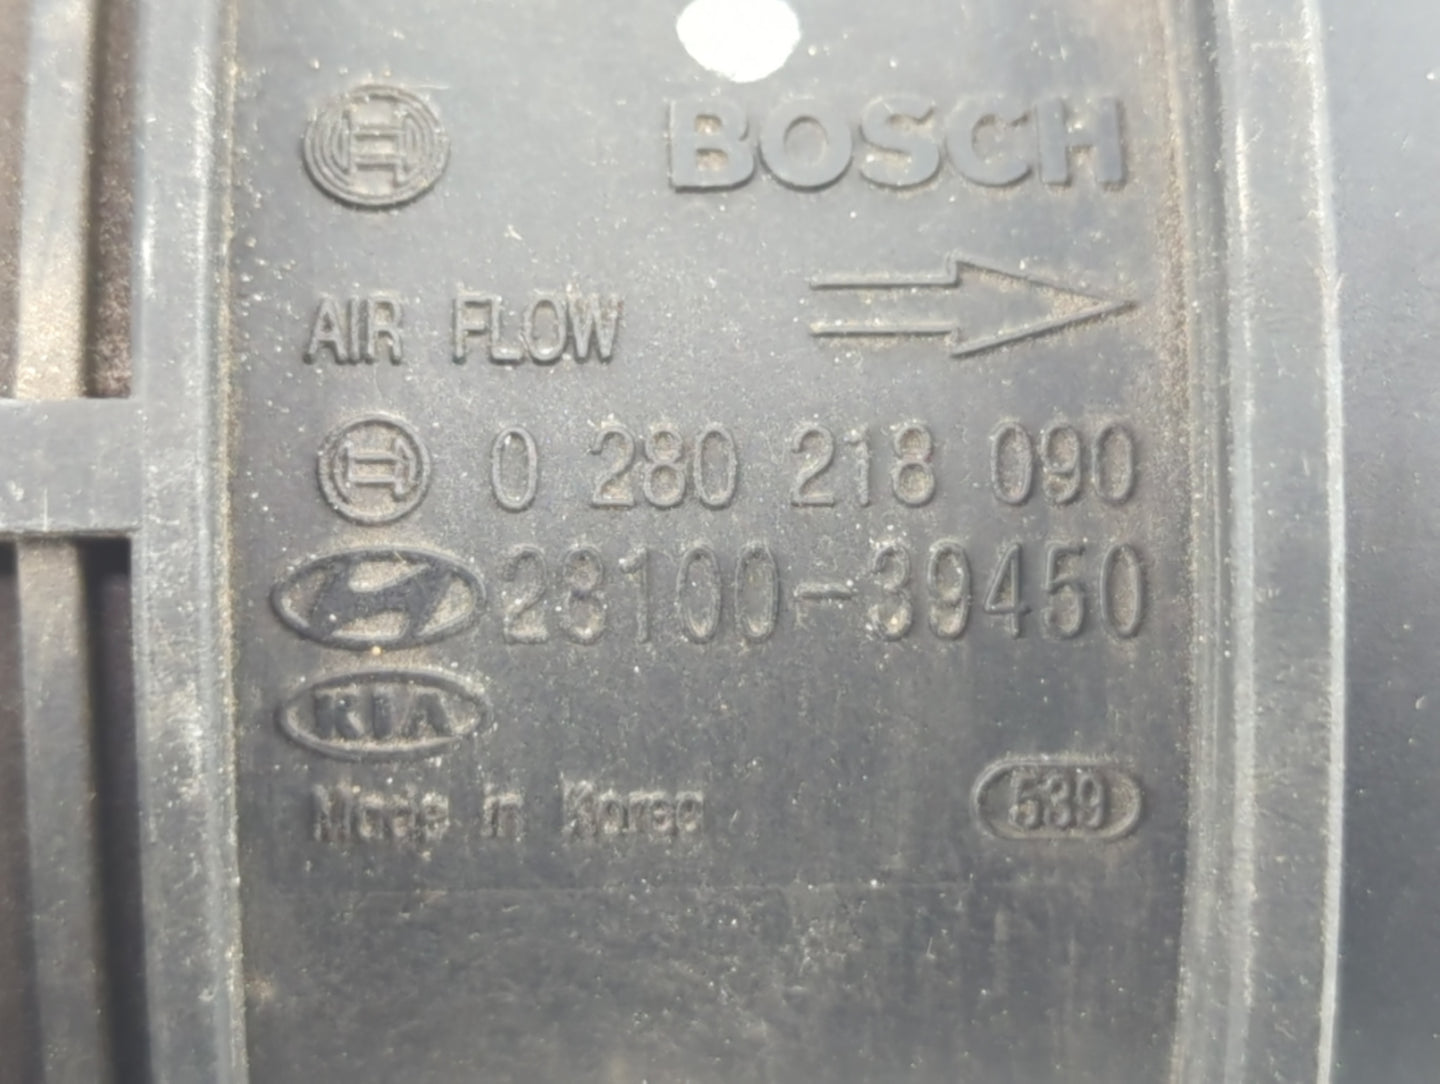 BOSCH
AIR FLOW
0 280 218 090
28100-39450
KIA
Made in Korea
539